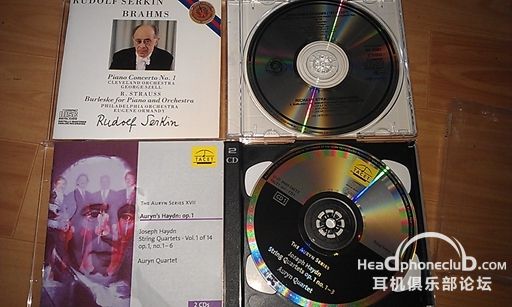 RUDOLF SERKIN
BRAHMS
Piano Concerto No. 1
CLEVELAND ORCHESTRA
GEORGE SZELL
R. STRAUSS
Burleske for Piano and Orchestra
PHILADELPHIA ORCHESTRA
EUGENE ORMANDY
Rudolf Serkin
TACET
THE AURYN SERIES XVII
Auryn's Haydn: op.1
Joseph Haydn
String Quartets - Vol. 1 of 14
op. 1, no. 1 – 6
Auryn Quartet
2 CDs
2
CD
TACET
CD 1
THE AURYN SERIES
Joseph Haydn
String Quartets op. 1, no. 1–3
Auryn Quartet
Headphoneclub.com
耳机俱乐部论坛